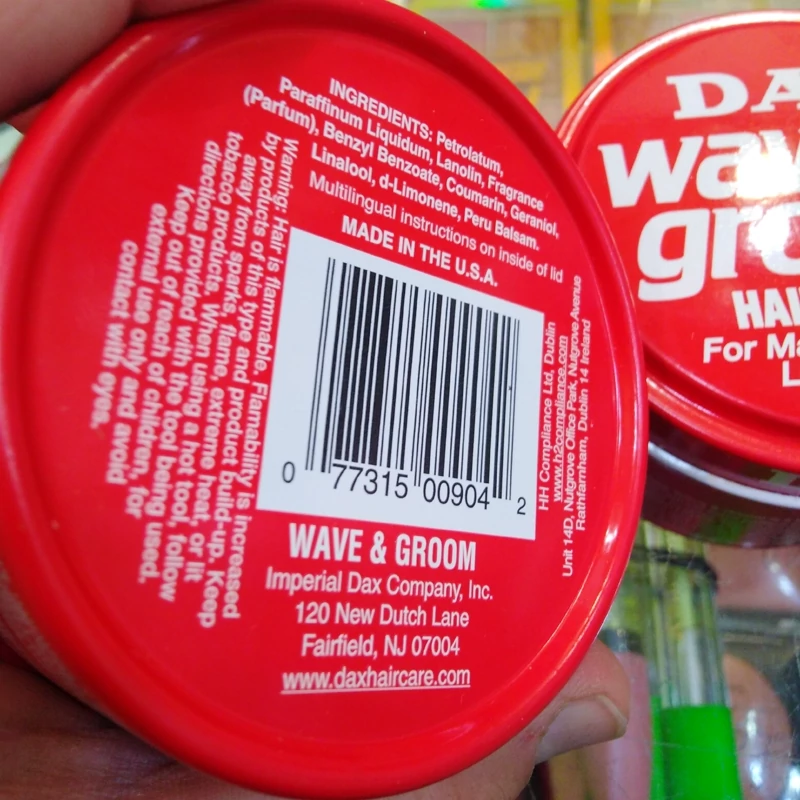 INGREDIENTS: Petrolatum,
Paraffinum Liquidum, Lanolin, Fragrance
(Parfum), Benzyl Benzoate, Coumarin, Geraniol,
Linalool, d-Limonene, Peru Balsam.
Multilingual instructions on inside of lid
MADE IN THE U.S.A.
Warning: Hair is flammable. Flammability is increased
by products of this type and product build-up. Keep
away from sparks, flame, extreme heat, or lit
tobacco products. When using a hot tool, follow
directions provided with the tool being used.
Keep out of reach of children, for
external use only and avoid
contact with eyes.
0 77315 00904 2
HH Compliance Ltd, Dublin
www.h2compliance.com
Unit 14D, Nutgrove Office Park, Nutgrove Avenue
Rathfarnham, Dublin 14 Ireland
WAVE & GROOM
Imperial Dax Company, Inc.
120 New Dutch Lane
Fairfield, NJ 07004
www.daxhaircare.com
DA
wav
gro
HAI
For Ma
L